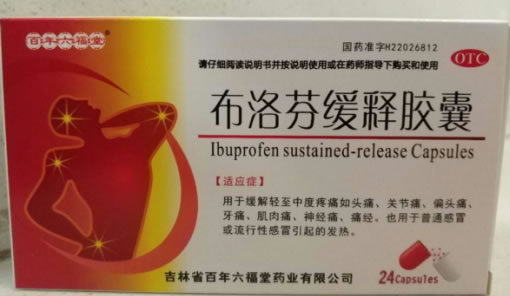 百年六福堂®
国药准字H22026812
请仔细阅读说明书并按说明使用或在药师指导下购买和使用
OTC
布洛芬缓释胶囊
Ibuprofen sustained-release Capsules
【适应症】
用于缓解轻至中度疼痛如头痛、关节痛、偏头痛、
牙痛、肌肉痛、神经痛、痛经。也用于普通感冒
或流行性感冒引起的发热。
24Capsules
吉林省百年六福堂药业有限公司